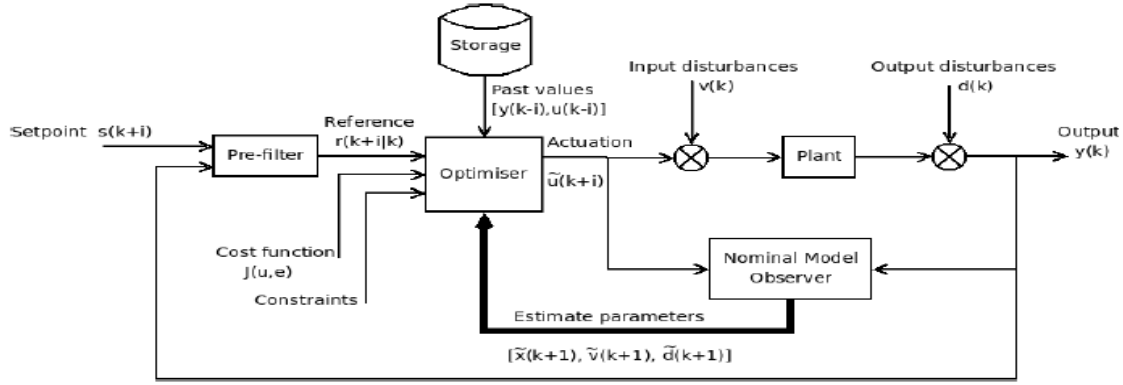 Storage
Input disturbances
v(k)
Output disturbances
d(k)
Past values
[y(k-i),u(k-i)]
Setpoint s(k+i)
Reference
r(k+i|k)
Actuation
ũ(k+i)
Output
y(k)
Pre-filter
Optimiser
Plant
Cost function
J(u,e)
Constraints
Nominal Model
Observer
Estimate parameters
[x̃(k+1), ṽ(k+1), d̃(k+1)]